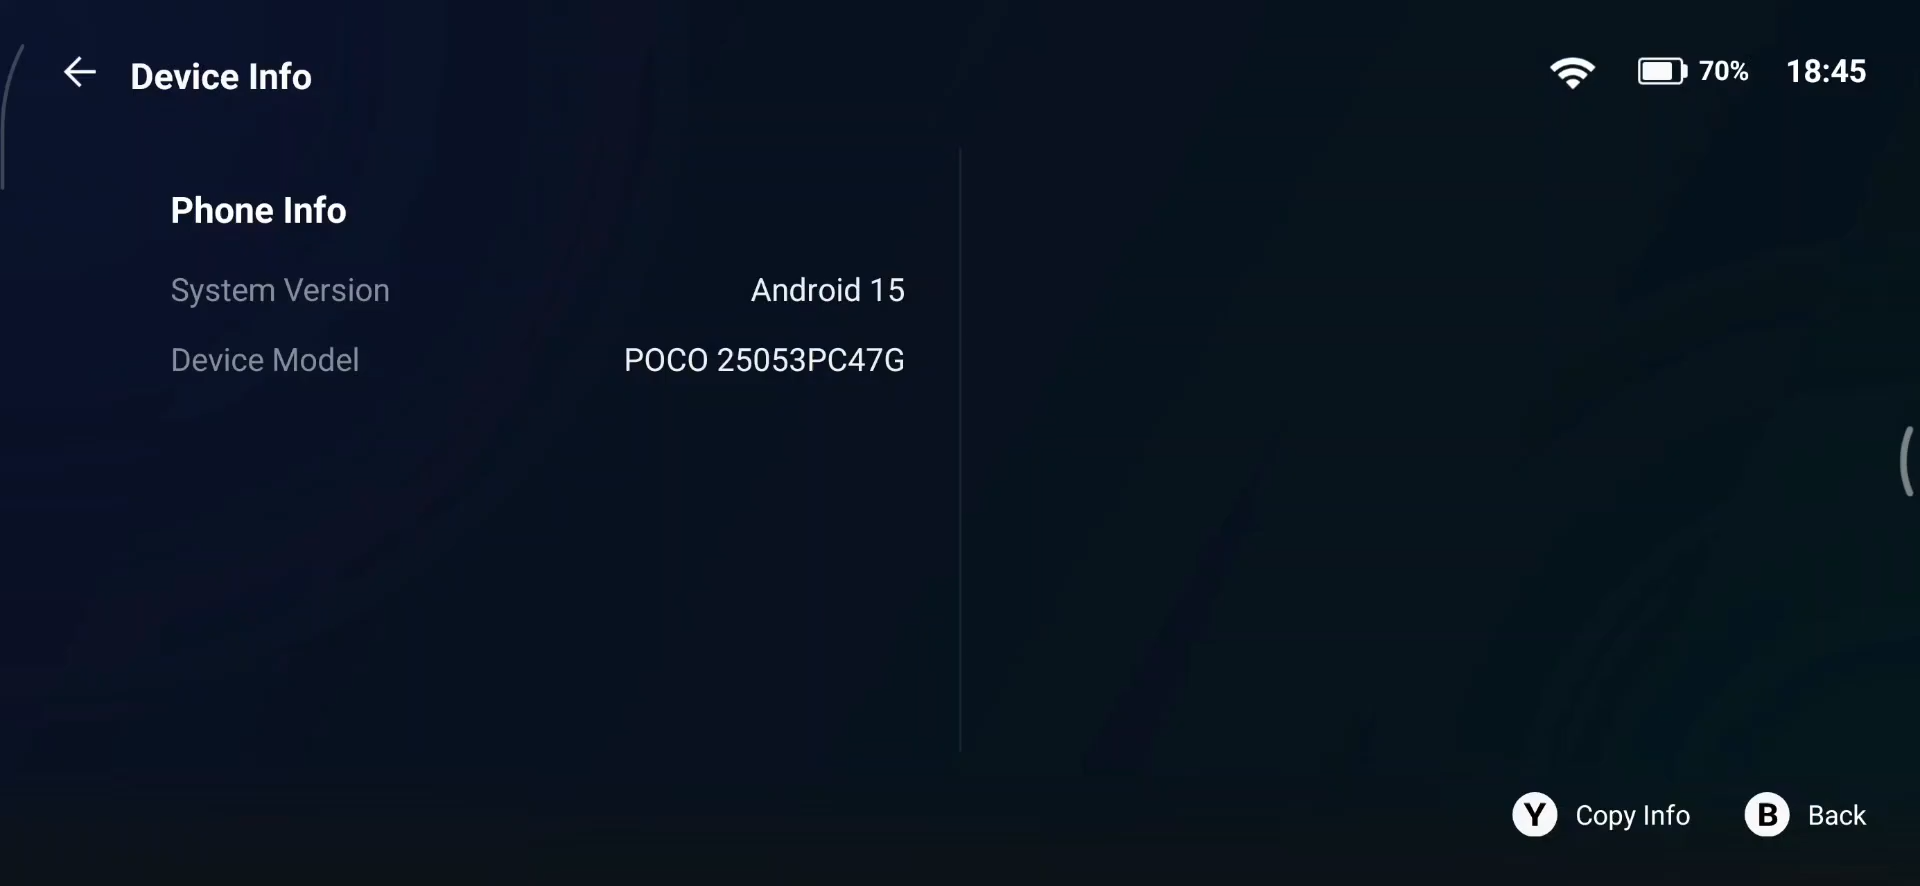 Device Info
70% 18:45
Phone Info
System Version Android 15
Device Model POCO 25053PC47G
Y Copy Info B Back